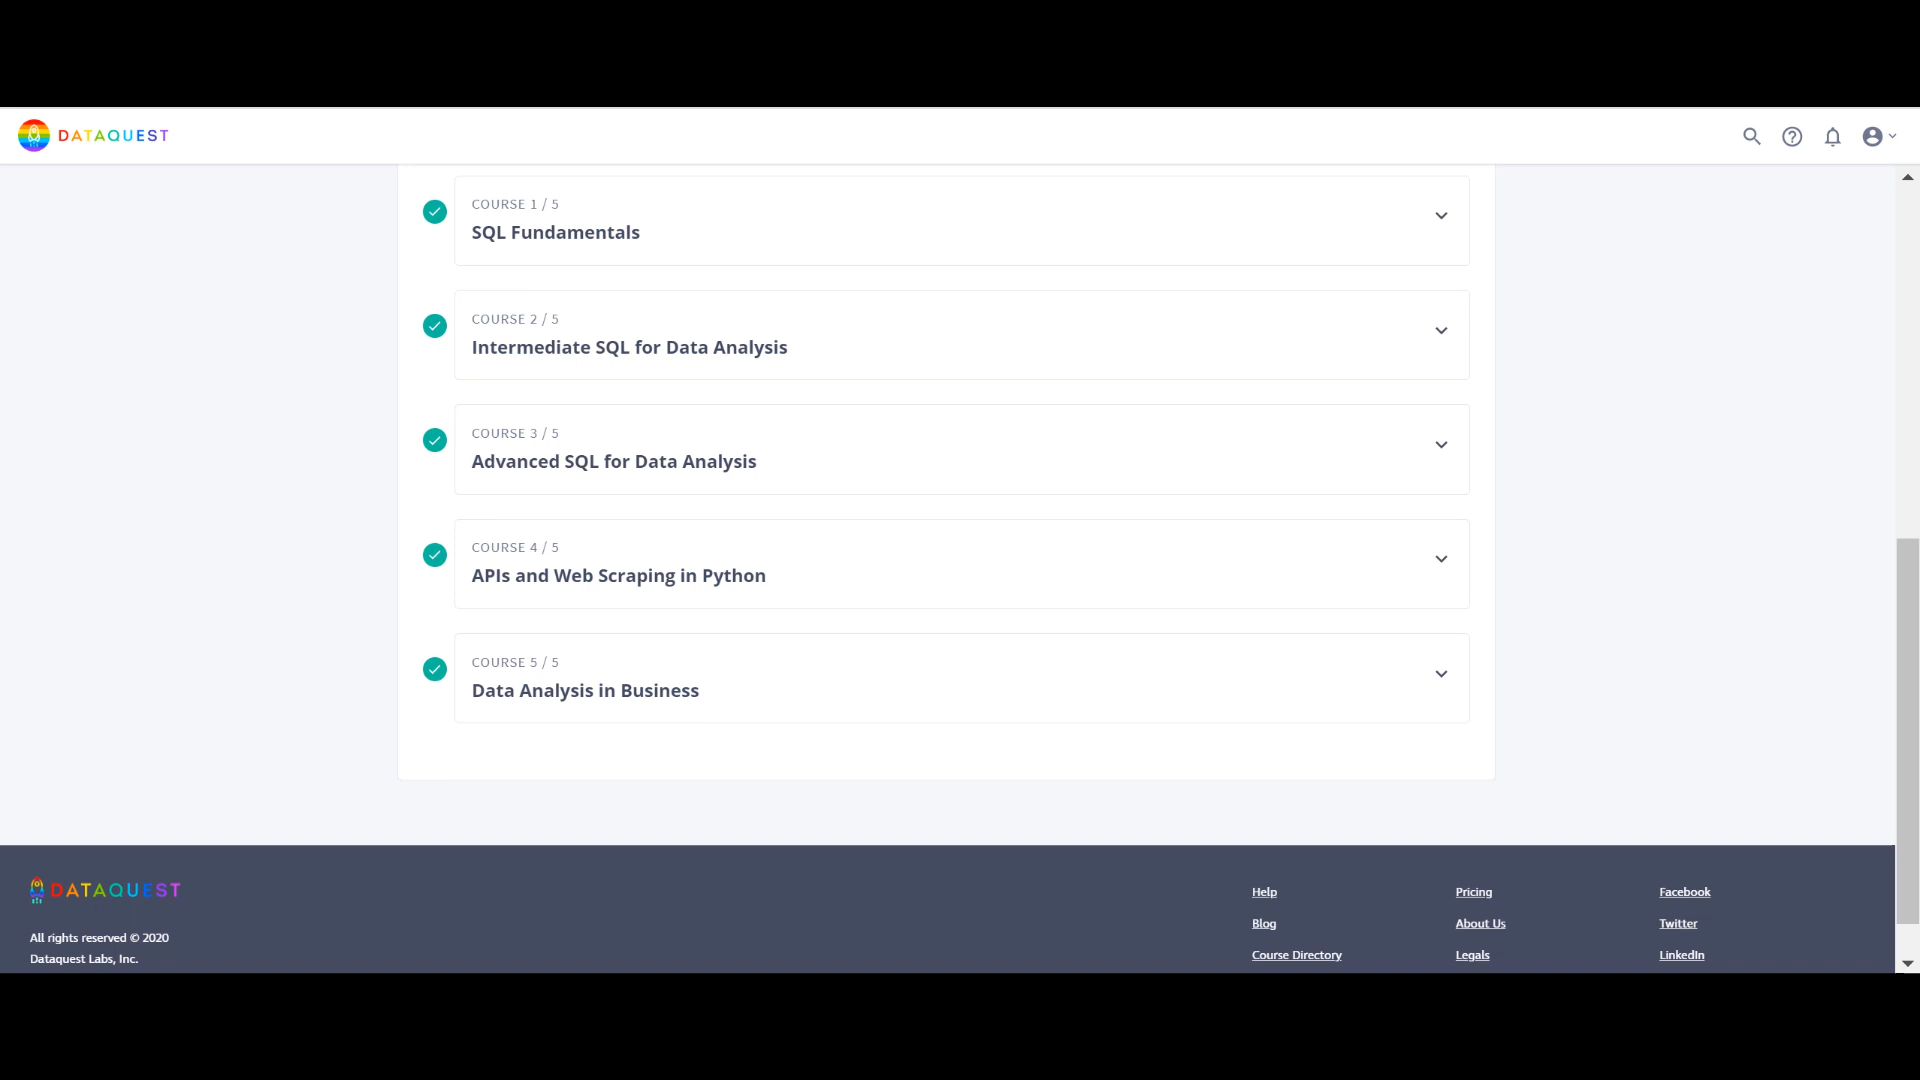 DATAQUEST
COURSE 1 / 5
SQL Fundamentals
COURSE 2 / 5
Intermediate SQL for Data Analysis
COURSE 3 / 5
Advanced SQL for Data Analysis
COURSE 4 / 5
APIs and Web Scraping in Python
COURSE 5 / 5
Data Analysis in Business
DATAQUEST
All rights reserved © 2020
Dataquest Labs, Inc.
Help
Blog
Course Directory
Pricing
About Us
Legals
Facebook
Twitter
LinkedIn